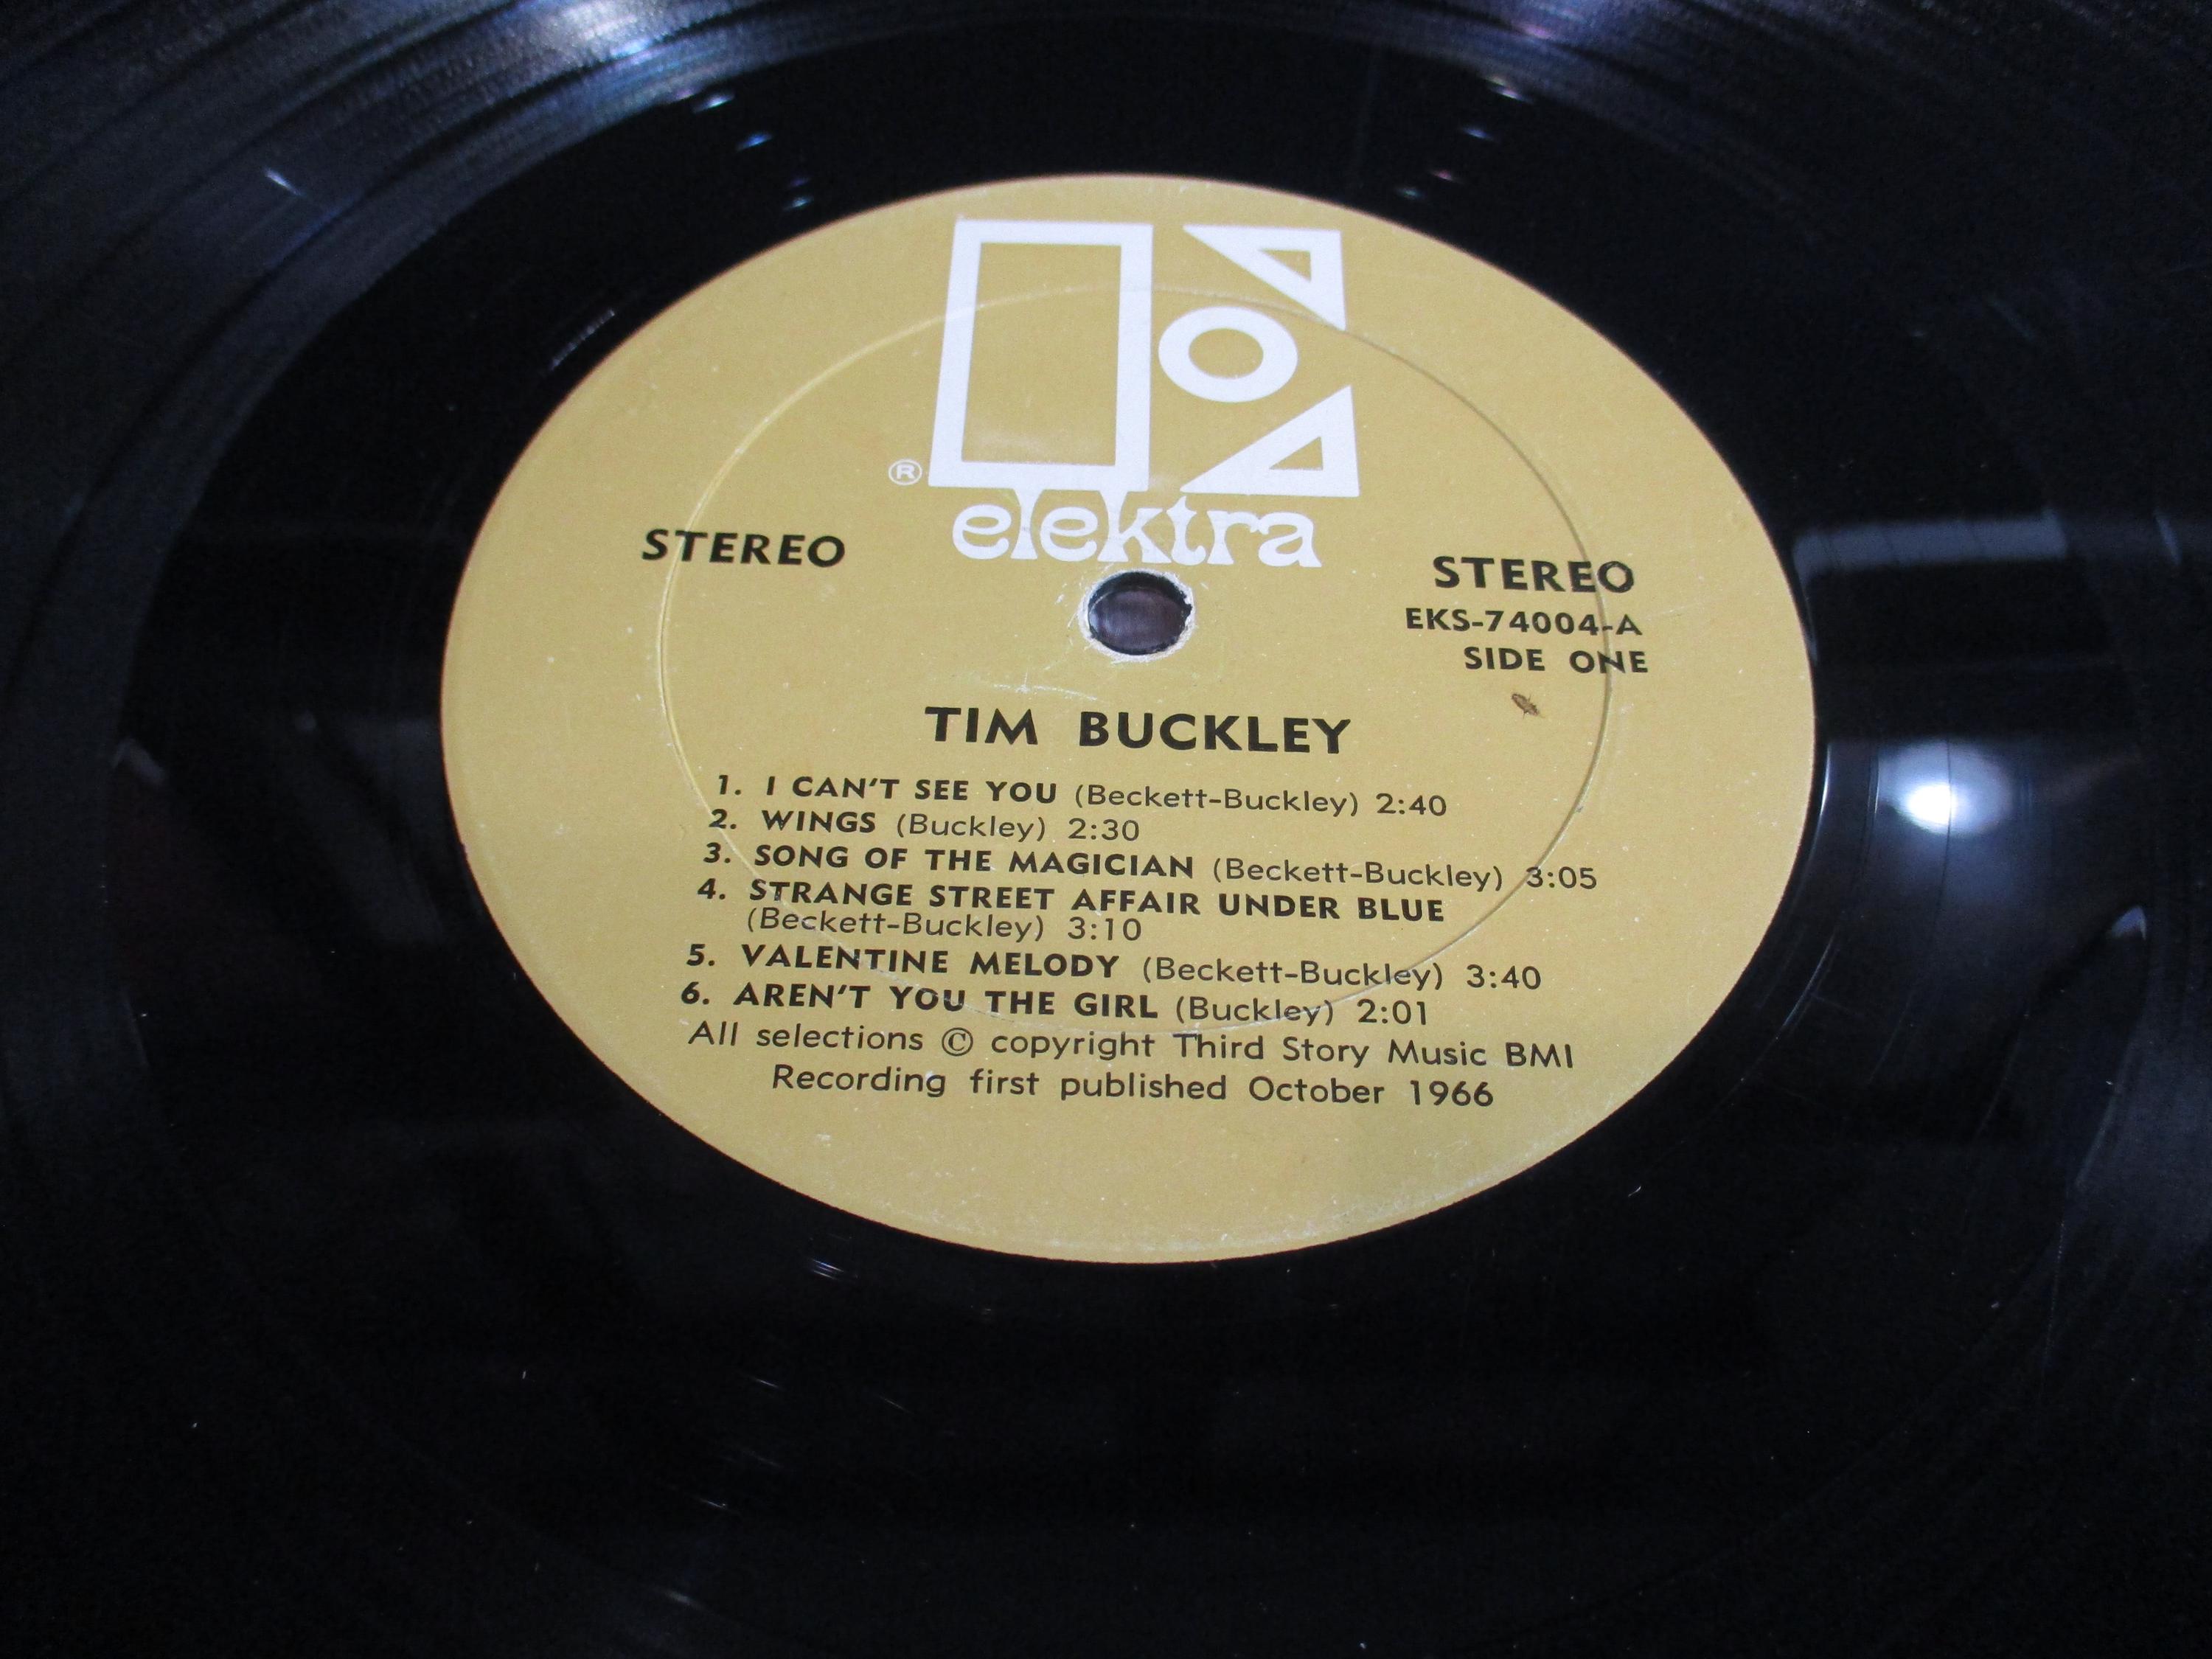 ®
elektra
STEREO
STEREO
EKS-74004-A
SIDE ONE
TIM BUCKLEY
1. I CAN'T SEE YOU (Beckett-Buckley) 2:40
2. WINGS (Buckley) 2:30
3. SONG OF THE MAGICIAN (Beckett-Buckley) 3:05
4. STRANGE STREET AFFAIR UNDER BLUE
(Beckett-Buckley) 3:10
5. VALENTINE MELODY (Beckett-Buckley) 3:40
6. AREN'T YOU THE GIRL (Buckley) 2:01
All selections © copyright Third Story Music BMI
Recording first published October 1966